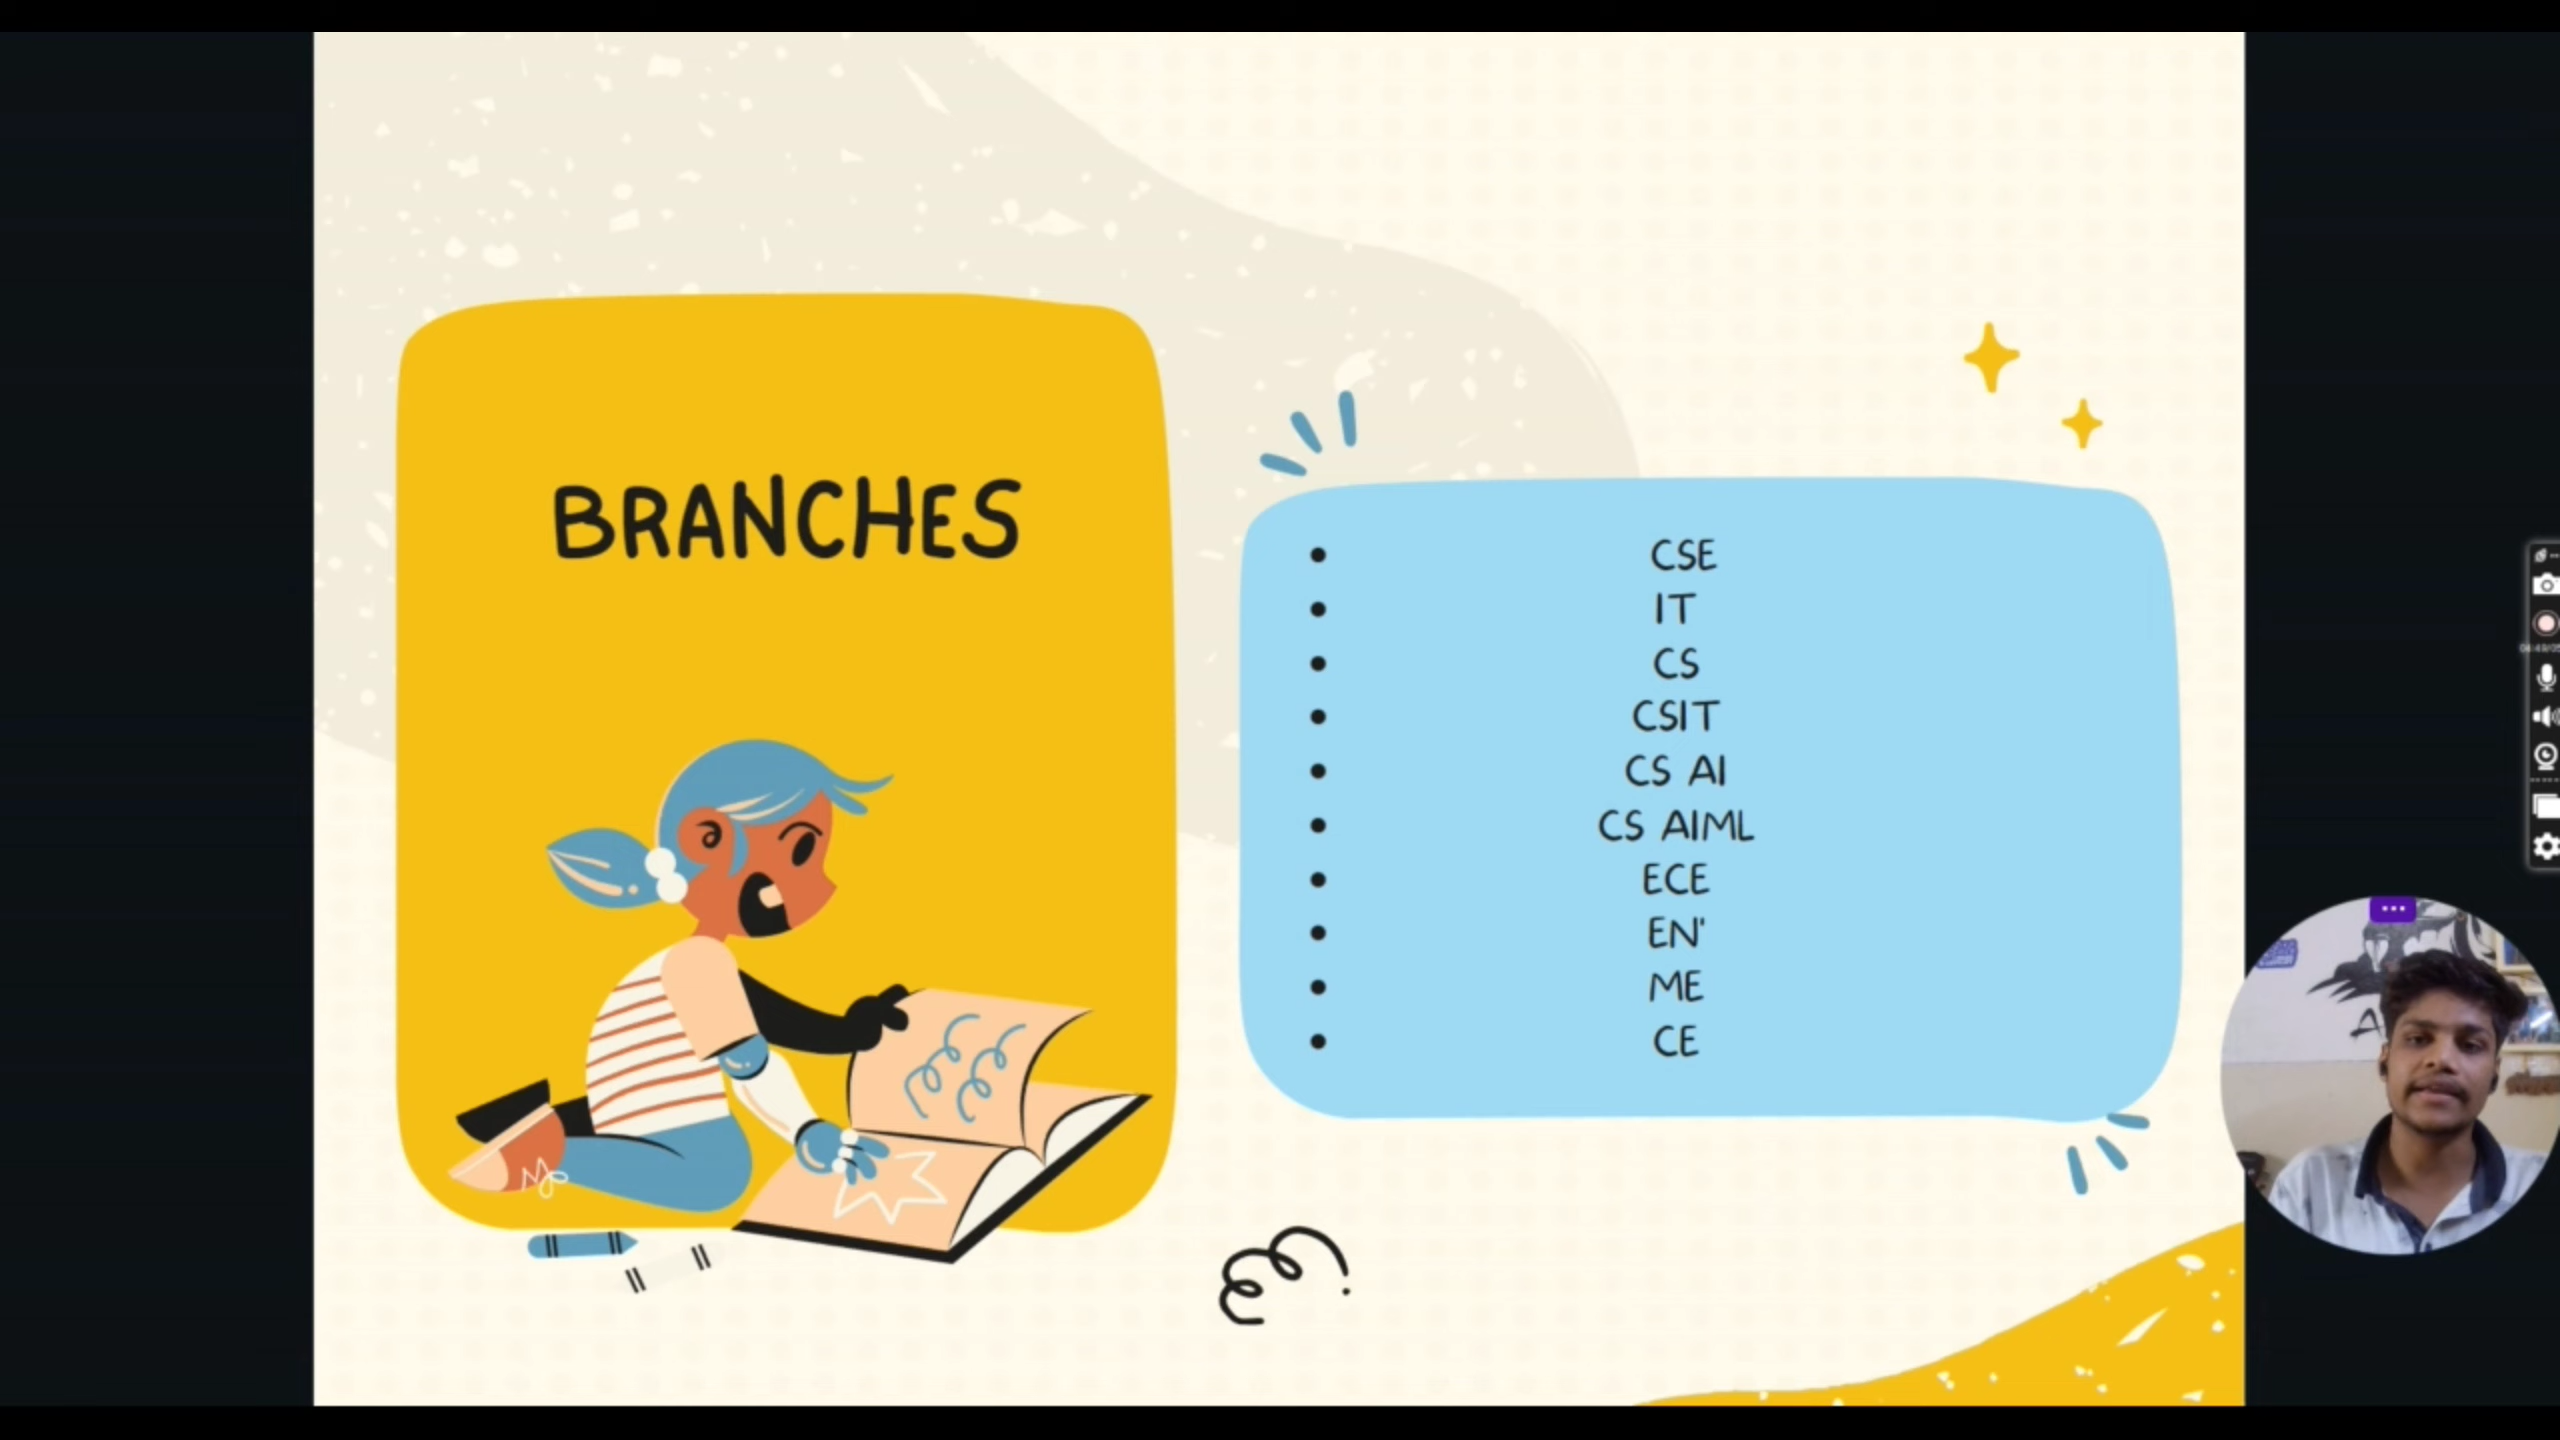 BRANCHES
CSE
IT
CS
CSIT
CS AI
CS AIML
ECE
EN'
ME
CE